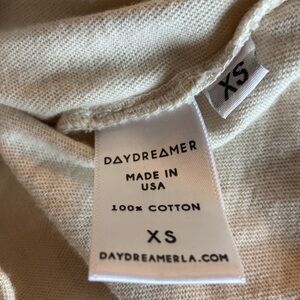 XS
DAYDREAMER
MADE IN
USA
100% COTTON
XS
DAYDREAMERLA.COM